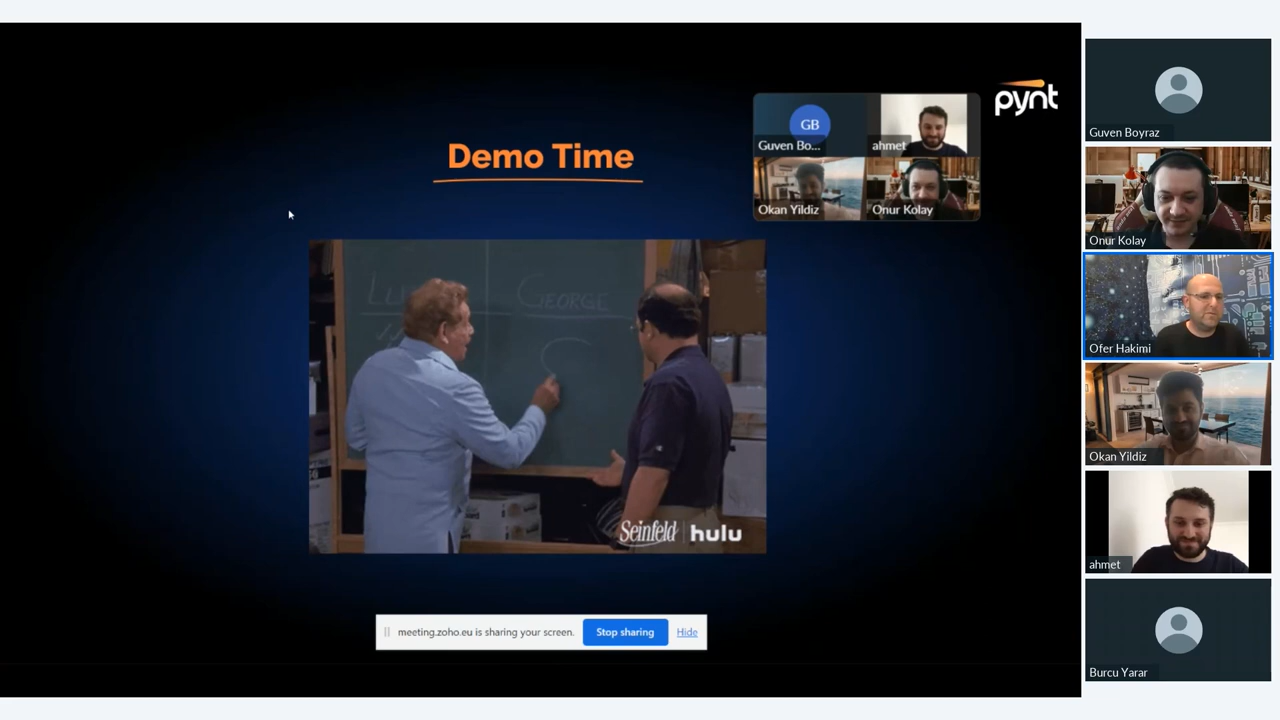 pynt
Demo Time
GB
Guven Bo...
ahmet
Okan Yildiz
Onur Kolay
GEORGE
Seinfeld | hulu
meeting.zoho.eu is sharing your screen.
Stop sharing
Hide
Guven Boyraz
Onur Kolay
Ofer Hakimi
Okan Yildiz
ahmet
Burcu Yarar